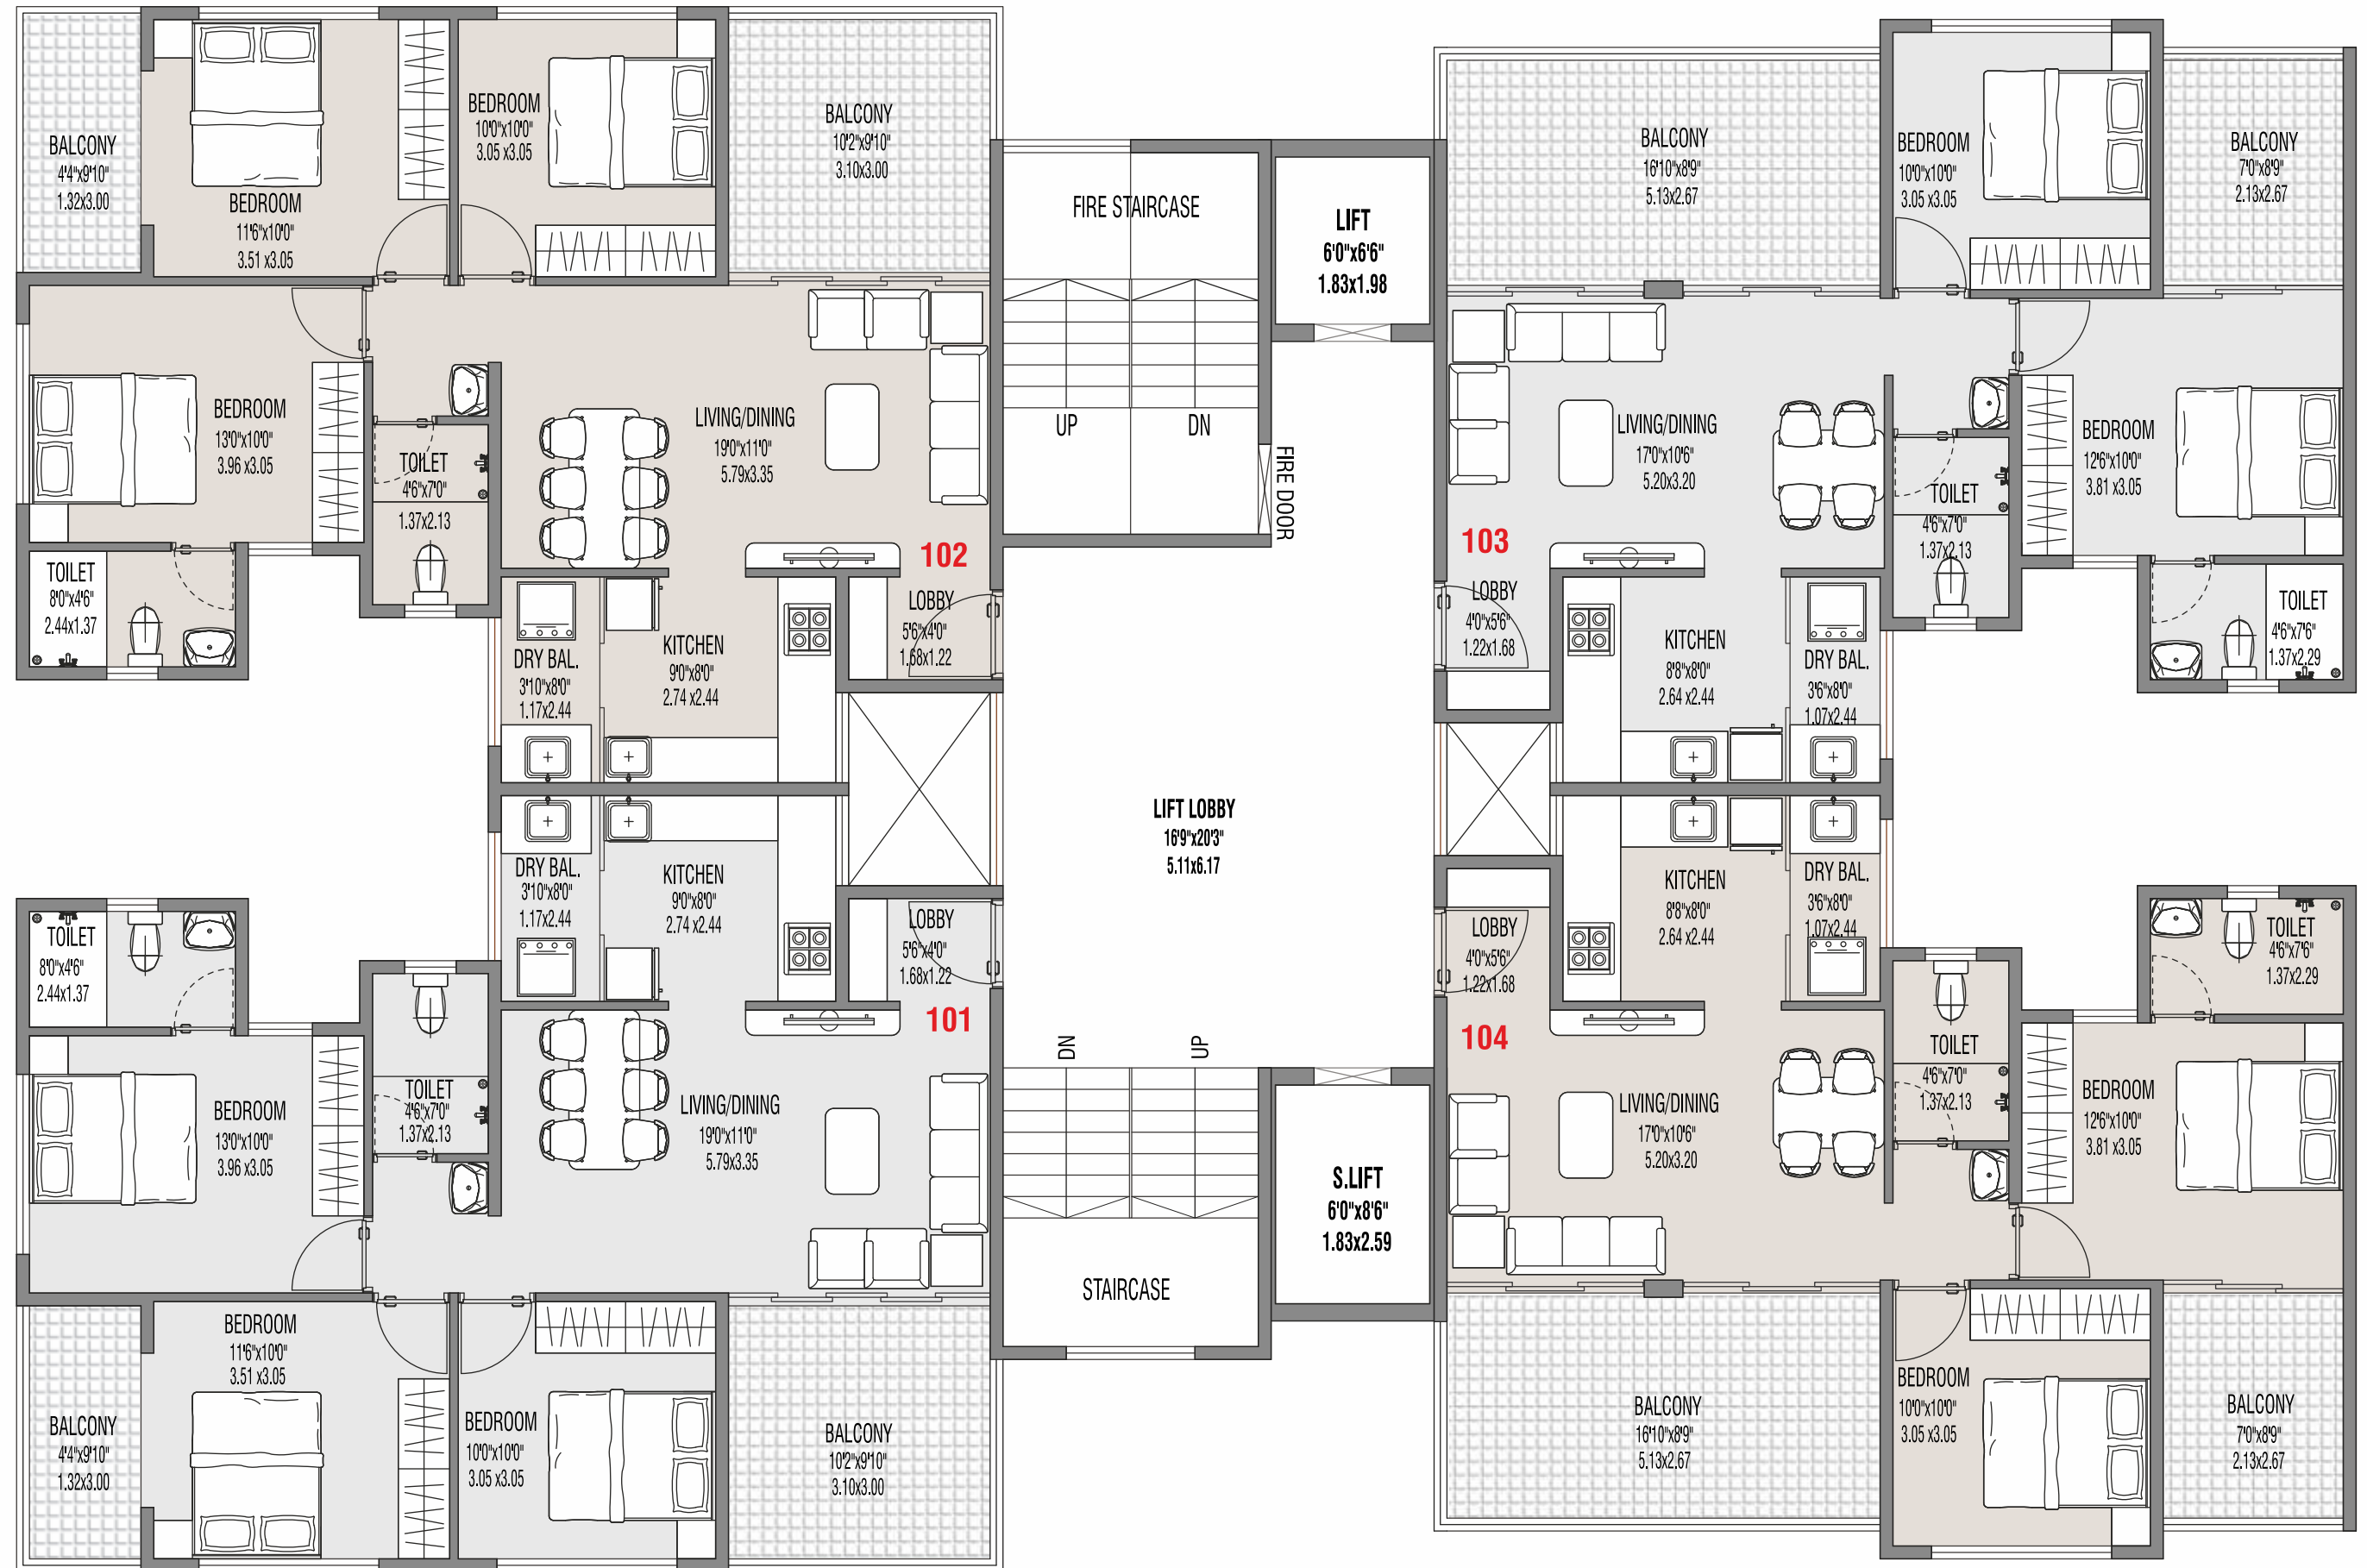 BALCONY
4'4"x9'10"
1.32x3.00
BEDROOM
11'6"x10'0"
3.51 x3.05
BEDROOM
10'0"x10'0"
3.05 x3.05
BALCONY
10'2"x9'10"
3.10x3.00
BEDROOM
13'0"x10'0"
3.96 x3.05
TOILET
4'6"x7'0"
1.37x2.13
TOILET
8'0"x4'6"
2.44x1.37
LIVING/DINING
19'0"x11'0"
5.79x3.35
102
LOBBY
5'6"x4'0"
1.68x1.22
KITCHEN
9'0"x8'0"
2.74 x2.44
DRY BAL.
3'10"x8'0"
1.17x2.44
FIRE STAIRCASE
UP
DN
LIFT
6'0"x6'6"
1.83x1.98
FIRE DOOR
BALCONY
16'10"x8'9"
5.13x2.67
BEDROOM
10'0"x10'0"
3.05 x3.05
BALCONY
7'0"x8'9"
2.13x2.67
LIVING/DINING
17'0"x10'6"
5.20x3.20
BEDROOM
12'6"x10'0"
3.81 x3.05
TOILET
4'6"x7'0"
1.37x2.13
103
LOBBY
4'0"x5'6"
1.22x1.68
KITCHEN
8'8"x8'0"
2.64 x2.44
DRY BAL.
3'6"x8'0"
1.07x2.44
TOILET
4'6"x7'6"
1.37x2.29
LIFT LOBBY
16'9"x20'3"
5.11x6.17
DRY BAL.
3'10"x8'0"
1.17x2.44
KITCHEN
9'0"x8'0"
2.74 x2.44
LOBBY
5'6"x4'0"
1.68x1.22
101
TOILET
8'0"x4'6"
2.44x1.37
BEDROOM
13'0"x10'0"
3.96 x3.05
TOILET
4'6"x7'0"
1.37x2.13
LIVING/DINING
19'0"x11'0"
5.79x3.35
BEDROOM
11'6"x10'0"
3.51 x3.05
BALCONY
4'4"x9'10"
1.32x3.00
BEDROOM
10'0"x10'0"
3.05 x3.05
BALCONY
10'2"x9'10"
3.10x3.00
DN
UP
STAIRCASE
S.LIFT
6'0"x8'6"
1.83x2.59
KITCHEN
8'8"x8'0"
2.64 x2.44
DRY BAL.
3'6"x8'0"
1.07x2.44
LOBBY
4'0"x5'6"
1.22x1.68
104
TOILET
4'6"x7'6"
1.37x2.29
TOILET
4'6"x7'0"
1.37x2.13
LIVING/DINING
17'0"x10'6"
5.20x3.20
BEDROOM
12'6"x10'0"
3.81 x3.05
BALCONY
16'10"x8'9"
5.13x2.67
BEDROOM
10'0"x10'0"
3.05 x3.05
BALCONY
7'0"x8'9"
2.13x2.67